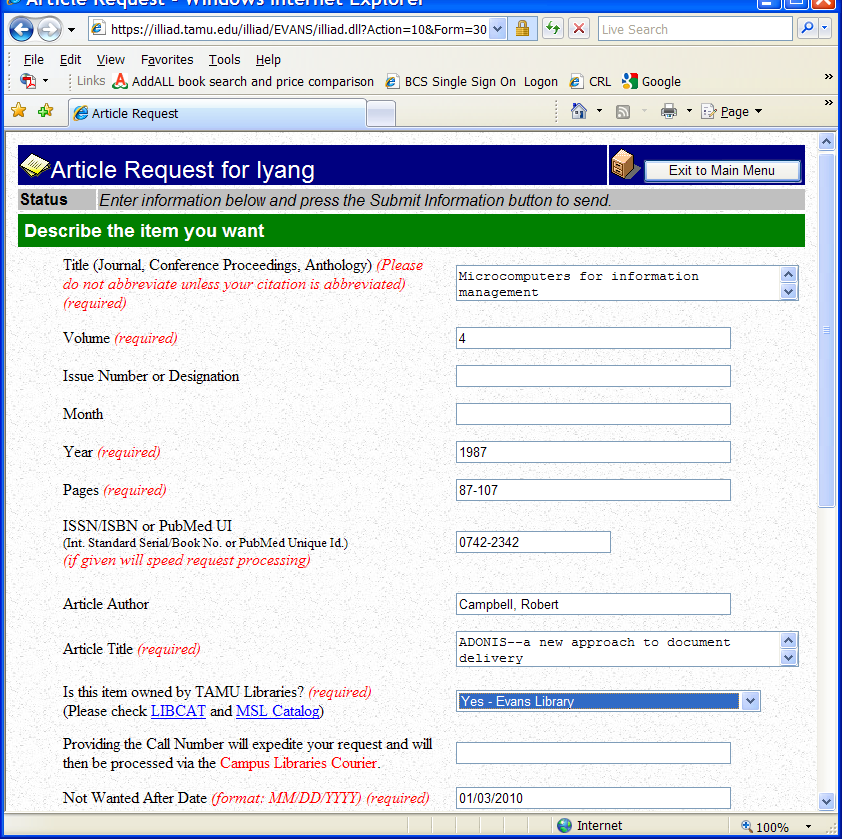 Article Request - Windows Internet Explorer
https://illiad.tamu.edu/illiad/EVANS/illiad.dll?Action=10&Form=30
Live Search
File Edit View Favorites Tools Help
Links AddALL book search and price comparison BCS Single Sign On Logon CRL Google »
Article Request Page »
Article Request for lyang Exit to Main Menu
Status Enter information below and press the Submit Information button to send.
Describe the item you want
Title (Journal, Conference Proceedings, Anthology) (Please
do not abbreviate unless your citation is abbreviated)
(required)
Microcomputers for information
management
Volume (required) 4
Issue Number or Designation
Month
Year (required) 1987
Pages (required) 87-107
ISSN/ISBN or PubMed UI
(Int. Standard Serial/Book No. or PubMed Unique Id.)
(if given will speed request processing)
0742-2342
Article Author Campbell, Robert
Article Title (required)
ADONIS--a new approach to document
delivery
Is this item owned by TAMU Libraries? (required)
(Please check LIBCAT and MSL Catalog)
Yes - Evans Library
Providing the Call Number will expedite your request and will
then be processed via the Campus Libraries Courier.
Not Wanted After Date (format: MM/DD/YYYY) (required) 01/03/2010
Internet 100%